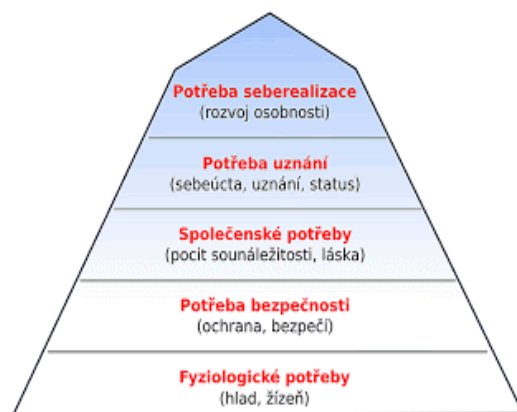 Potřeba seberealizace
(rozvoj osobnosti)
Potřeba uznání
(sebeúcta, uznání, status)
Společenské potřeby
(pocit sounáležitosti, láska)
Potřeba bezpečnosti
(ochrana, bezpečí)
Fyziologické potřeby
(hlad, žízeň)